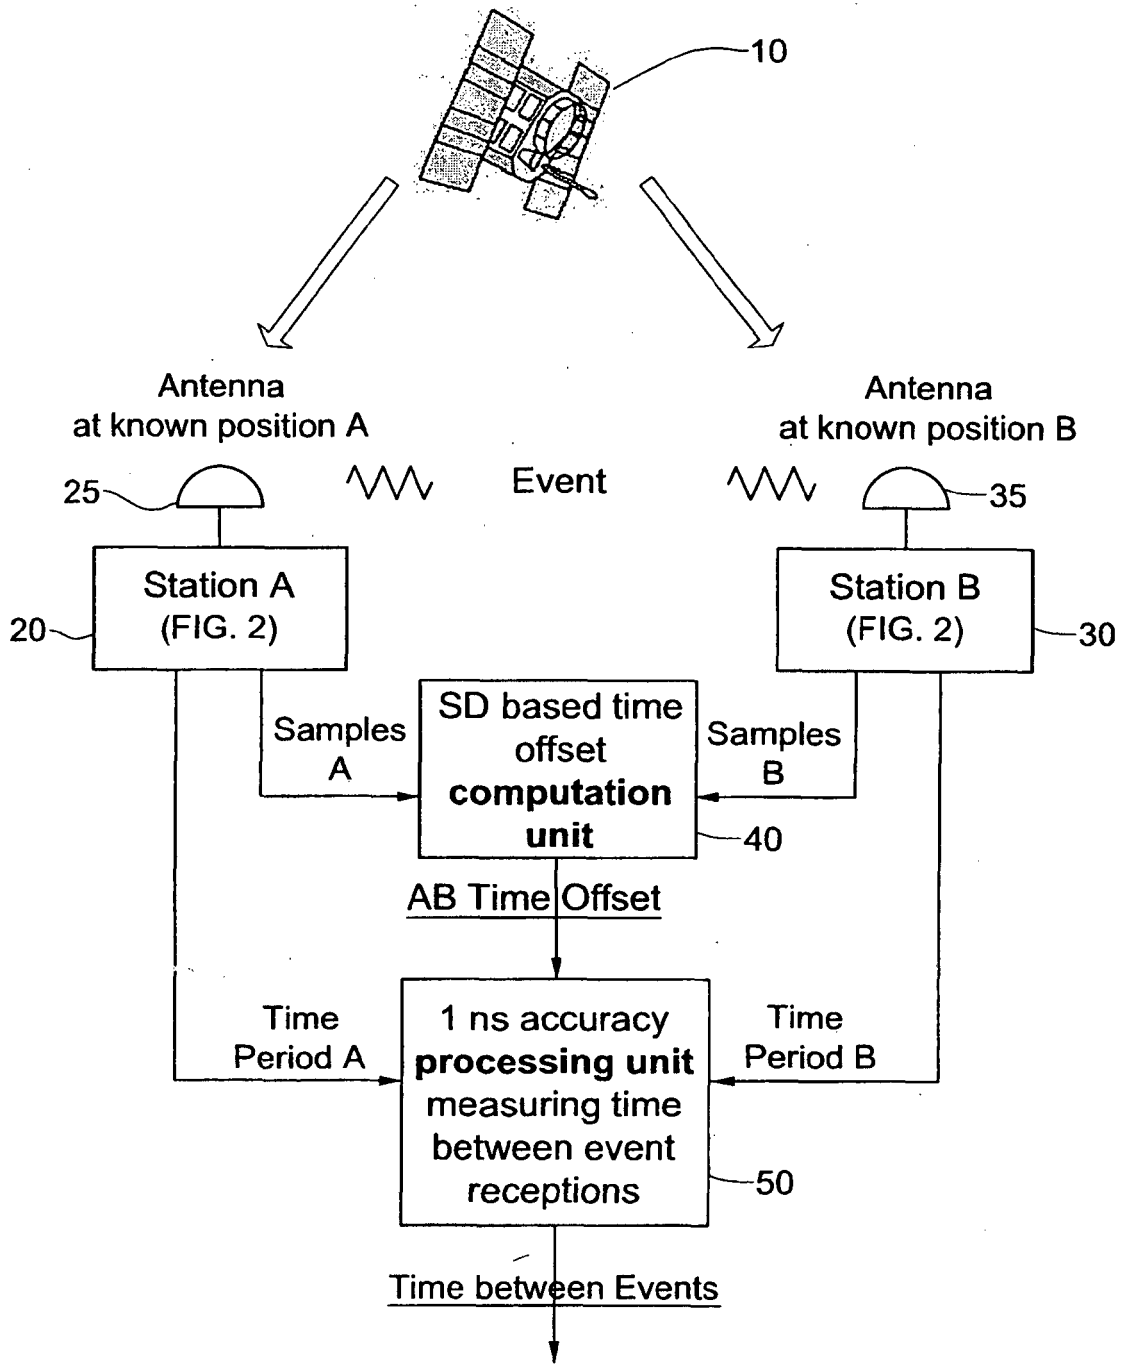 10
Antenna
at known position A
Antenna
at known position B
25
Event
35
Station A
(FIG. 2)
20
Station B
(FIG. 2)
30
Samples
A
SD based time
offset
computation
unit
Samples
B
40
AB Time Offset
Time
Period A
1 ns accuracy
processing unit
measuring time
between event
receptions
Time
Period B
50
Time between Events